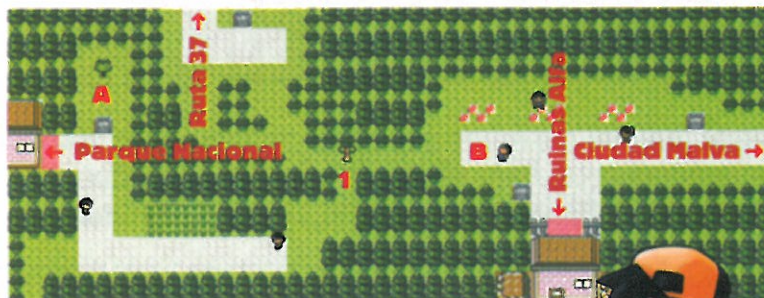 Ruta 37 →
A
← Parque Nacional
1
B
← Ruinas Alfa
Ciudad Malva →